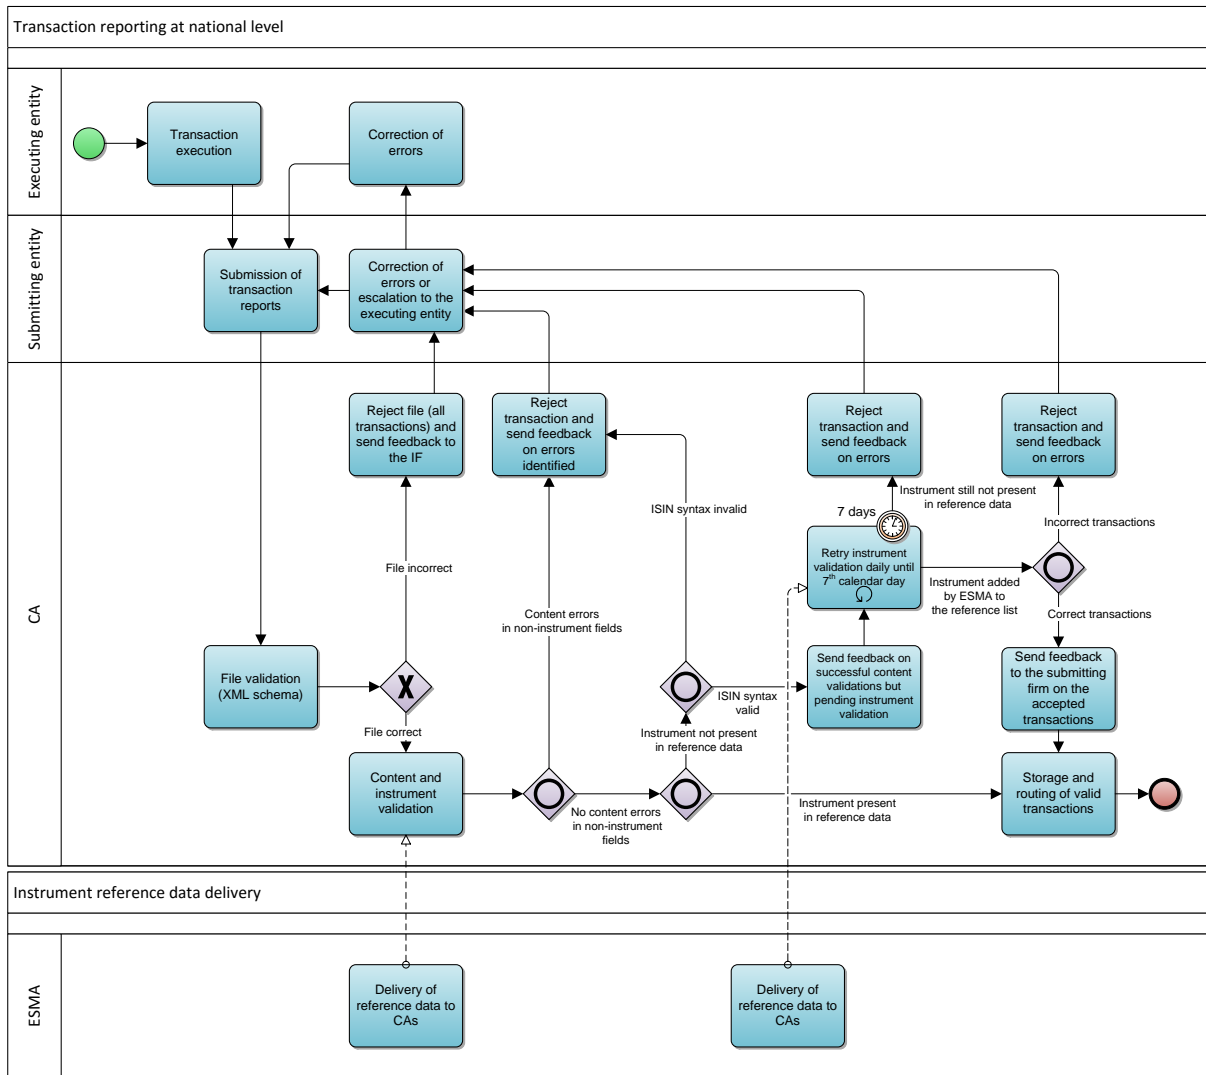 Transaction reporting at national level
Executing entity
Transaction
execution
Correction of
errors
Submitting entity
Submission of
transaction
reports
Correction of
errors or
escalation to the
executing entity
CA
Reject file (all
transactions) and
send feedback to
the IF
Reject
transaction and
send feedback
on errors
identified
Reject
transaction and
send feedback
on errors
Reject
transaction and
send feedback
on errors
Instrument still not present
in reference data
ISIN syntax invalid
7 days
Incorrect transactions
Retry instrument
validation daily until
7th calendar day
File incorrect
Instrument added
by ESMA to
the reference list
Content errors
in non-instrument
fields
Correct transactions
File validation
(XML schema)
X
Send feedback on
successful content
validations but
pending instrument
validation
Send feedback
to the submitting
firm on the
accepted
transactions
ISIN syntax
valid
File correct
Instrument not present
in reference data
Content and
instrument
validation
No content errors
in non-instrument
fields
Instrument present
in reference data
Storage and
routing of valid
transactions
Instrument reference data delivery
ESMA
Delivery of
reference data to
CAs
Delivery of
reference data to
CAs